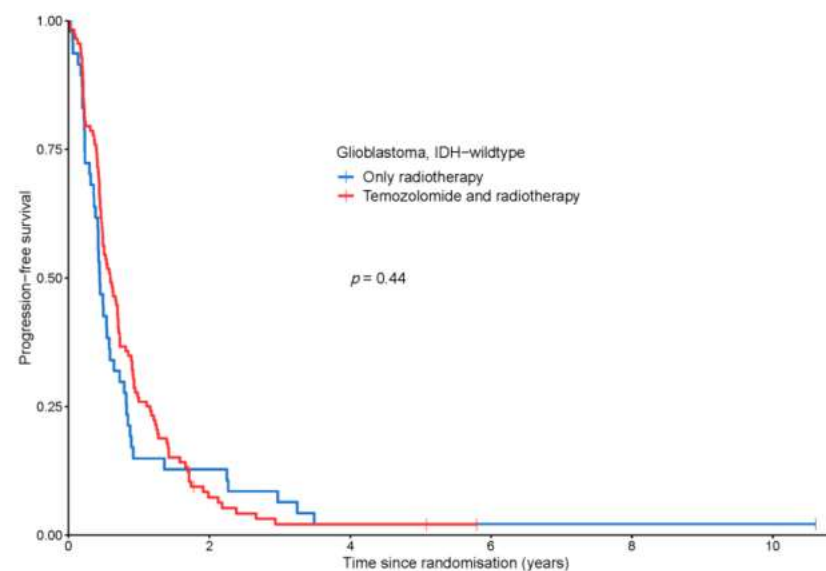 1.00
0.75
0.50
0.25
0.00
Progression−free survival
Glioblastoma, IDH−wildtype
Only radiotherapy
Temozolomide and radiotherapy
p = 0.44
0 2 4 6 8 10
Time since randomisation (years)